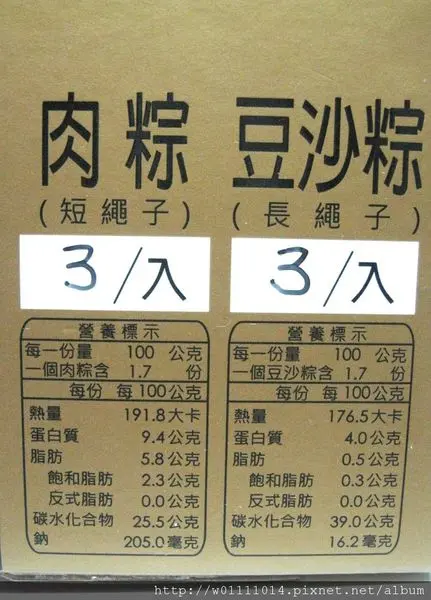 肉粽
(短繩子)
3/入
營養標示
每一份量 100 公克
一個肉粽含 1.7 份
每份 每100公克
熱量 191.8大卡
蛋白質 9.4公克
脂肪 5.8公克
飽和脂肪 2.3公克
反式脂肪 0.0公克
碳水化合物 25.5公克
鈉 205.0毫克
豆沙粽
(長繩子)
3/入
營養標示
每一份量 100 公克
一個豆沙粽含 1.7 份
每份 每100公克
熱量 176.5大卡
蛋白質 4.0公克
脂肪 0.5公克
飽和脂肪 0.3公克
反式脂肪 0.0公克
碳水化合物 39.0公克
鈉 16.2毫克
http://w01111014.pixnet.net/album